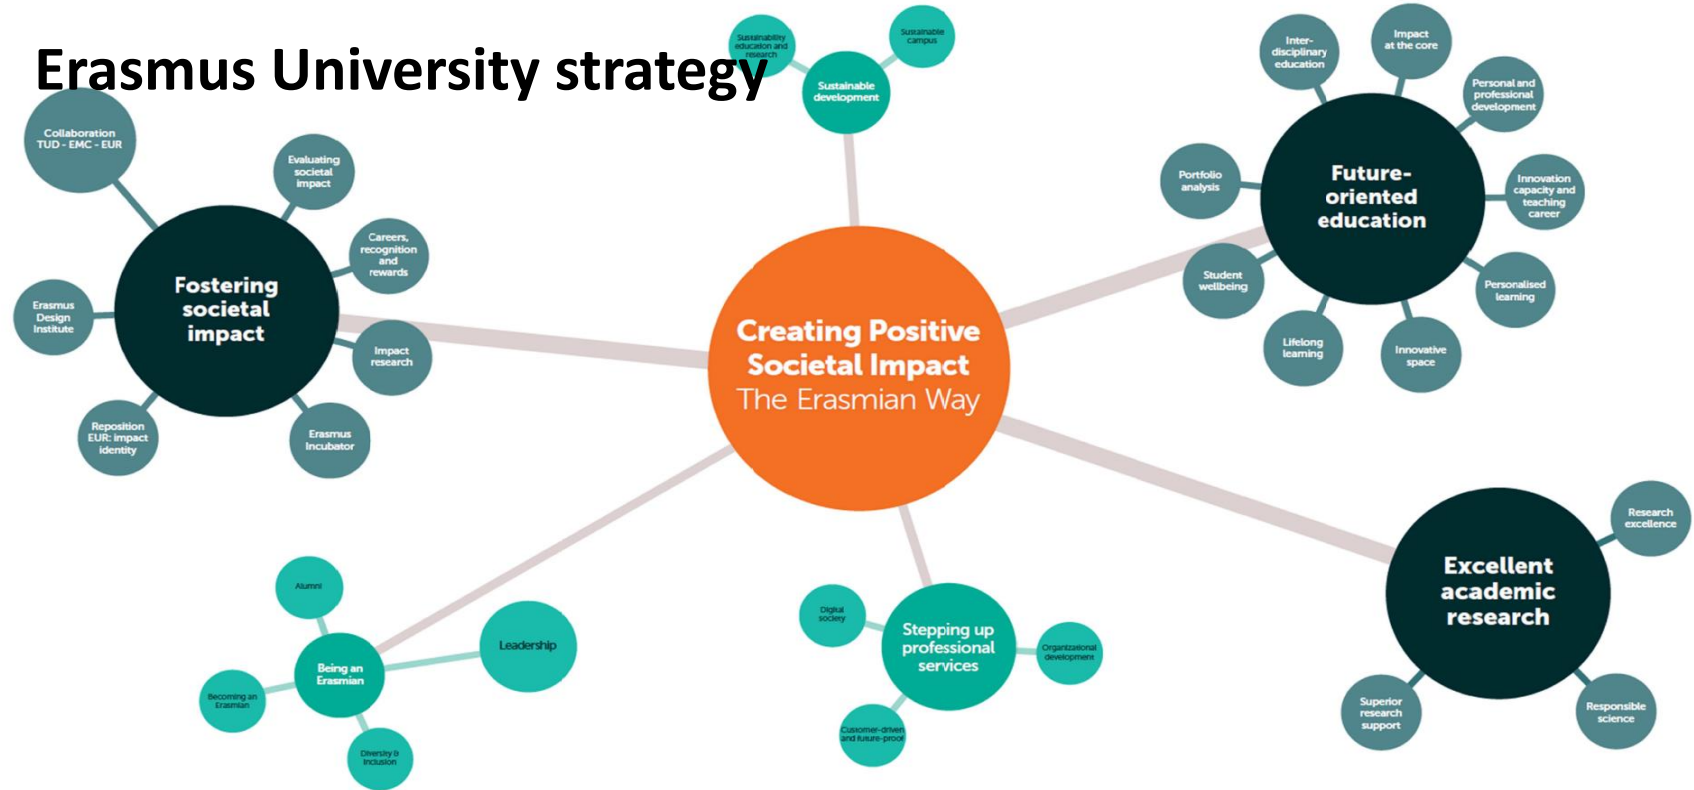 Erasmus University strategy
Sustainability
education and
research
Sustainable
campus
Sustainable
development
Collaboration
TUD - EMC - EUR
Evaluating
societal
impact
Careers,
recognition
and
rewards
Impact
research
Erasmus
Incubator
Reposition
EUR: impact
identity
Erasmus
Design
Institute
Fostering
societal
impact
Creating Positive
Societal Impact
The Erasmian Way
Inter-
disciplinary
education
Impact
at the core
Personal and
professional
development
Innovation
capacity and
teaching
career
Personalised
learning
Innovative
space
Lifelong
learning
Student
wellbeing
Portfolio
analysis
Future-
oriented
education
Alumni
Leadership
Becoming an
Erasmian
Diversity &
Inclusion
Being an
Erasmian
Digital
society
Organizational
development
Customer-driven
and future-proof
Stepping up
professional
services
Research
excellence
Responsible
science
Superior
research
support
Excellent
academic
research